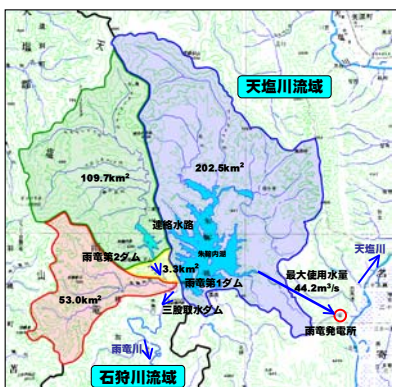 天塩川流域
202.5km²
109.7km²
連絡水路
朱鞠内湖
天塩川
雨竜第2ダム
最大使用水量
3.3km²
44.2m³/s
雨竜第1ダム
53.0km²
三股取水ダム
雨竜発電所
雨竜川
石狩川流域